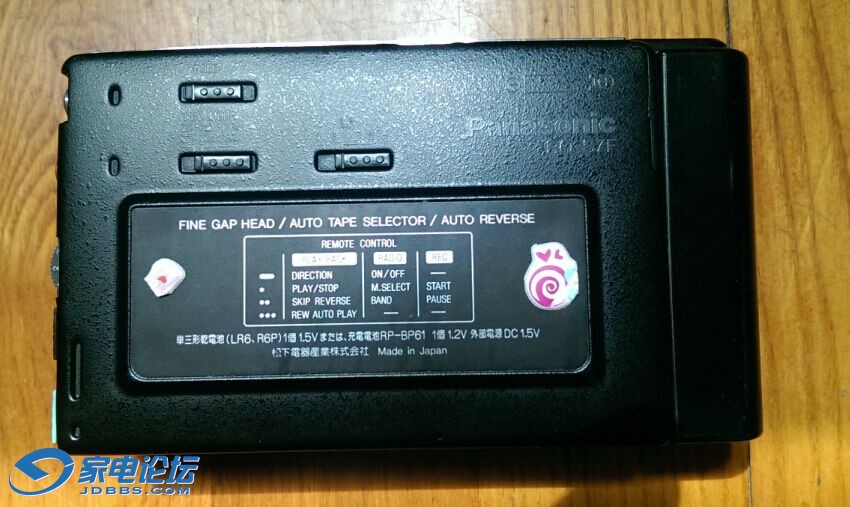 Panasonic
FINE GAP HEAD / AUTO TAPE SELECTOR / AUTO REVERSE
REMOTE CONTROL
PLAY BACK RADIO REC
DIRECTION ON/OFF —
PLAY/STOP M.SELECT START
SKIP REVERSE BAND PAUSE
REW AUTO PLAY — —
単三形乾電池(LR6、R6P)1個1.5Vまたは、充電電池RP-BP61 1個1.2V 外部電源DC1.5V
松下電器産業株式会社 Made in Japan
家电论坛
JDBBS.COM